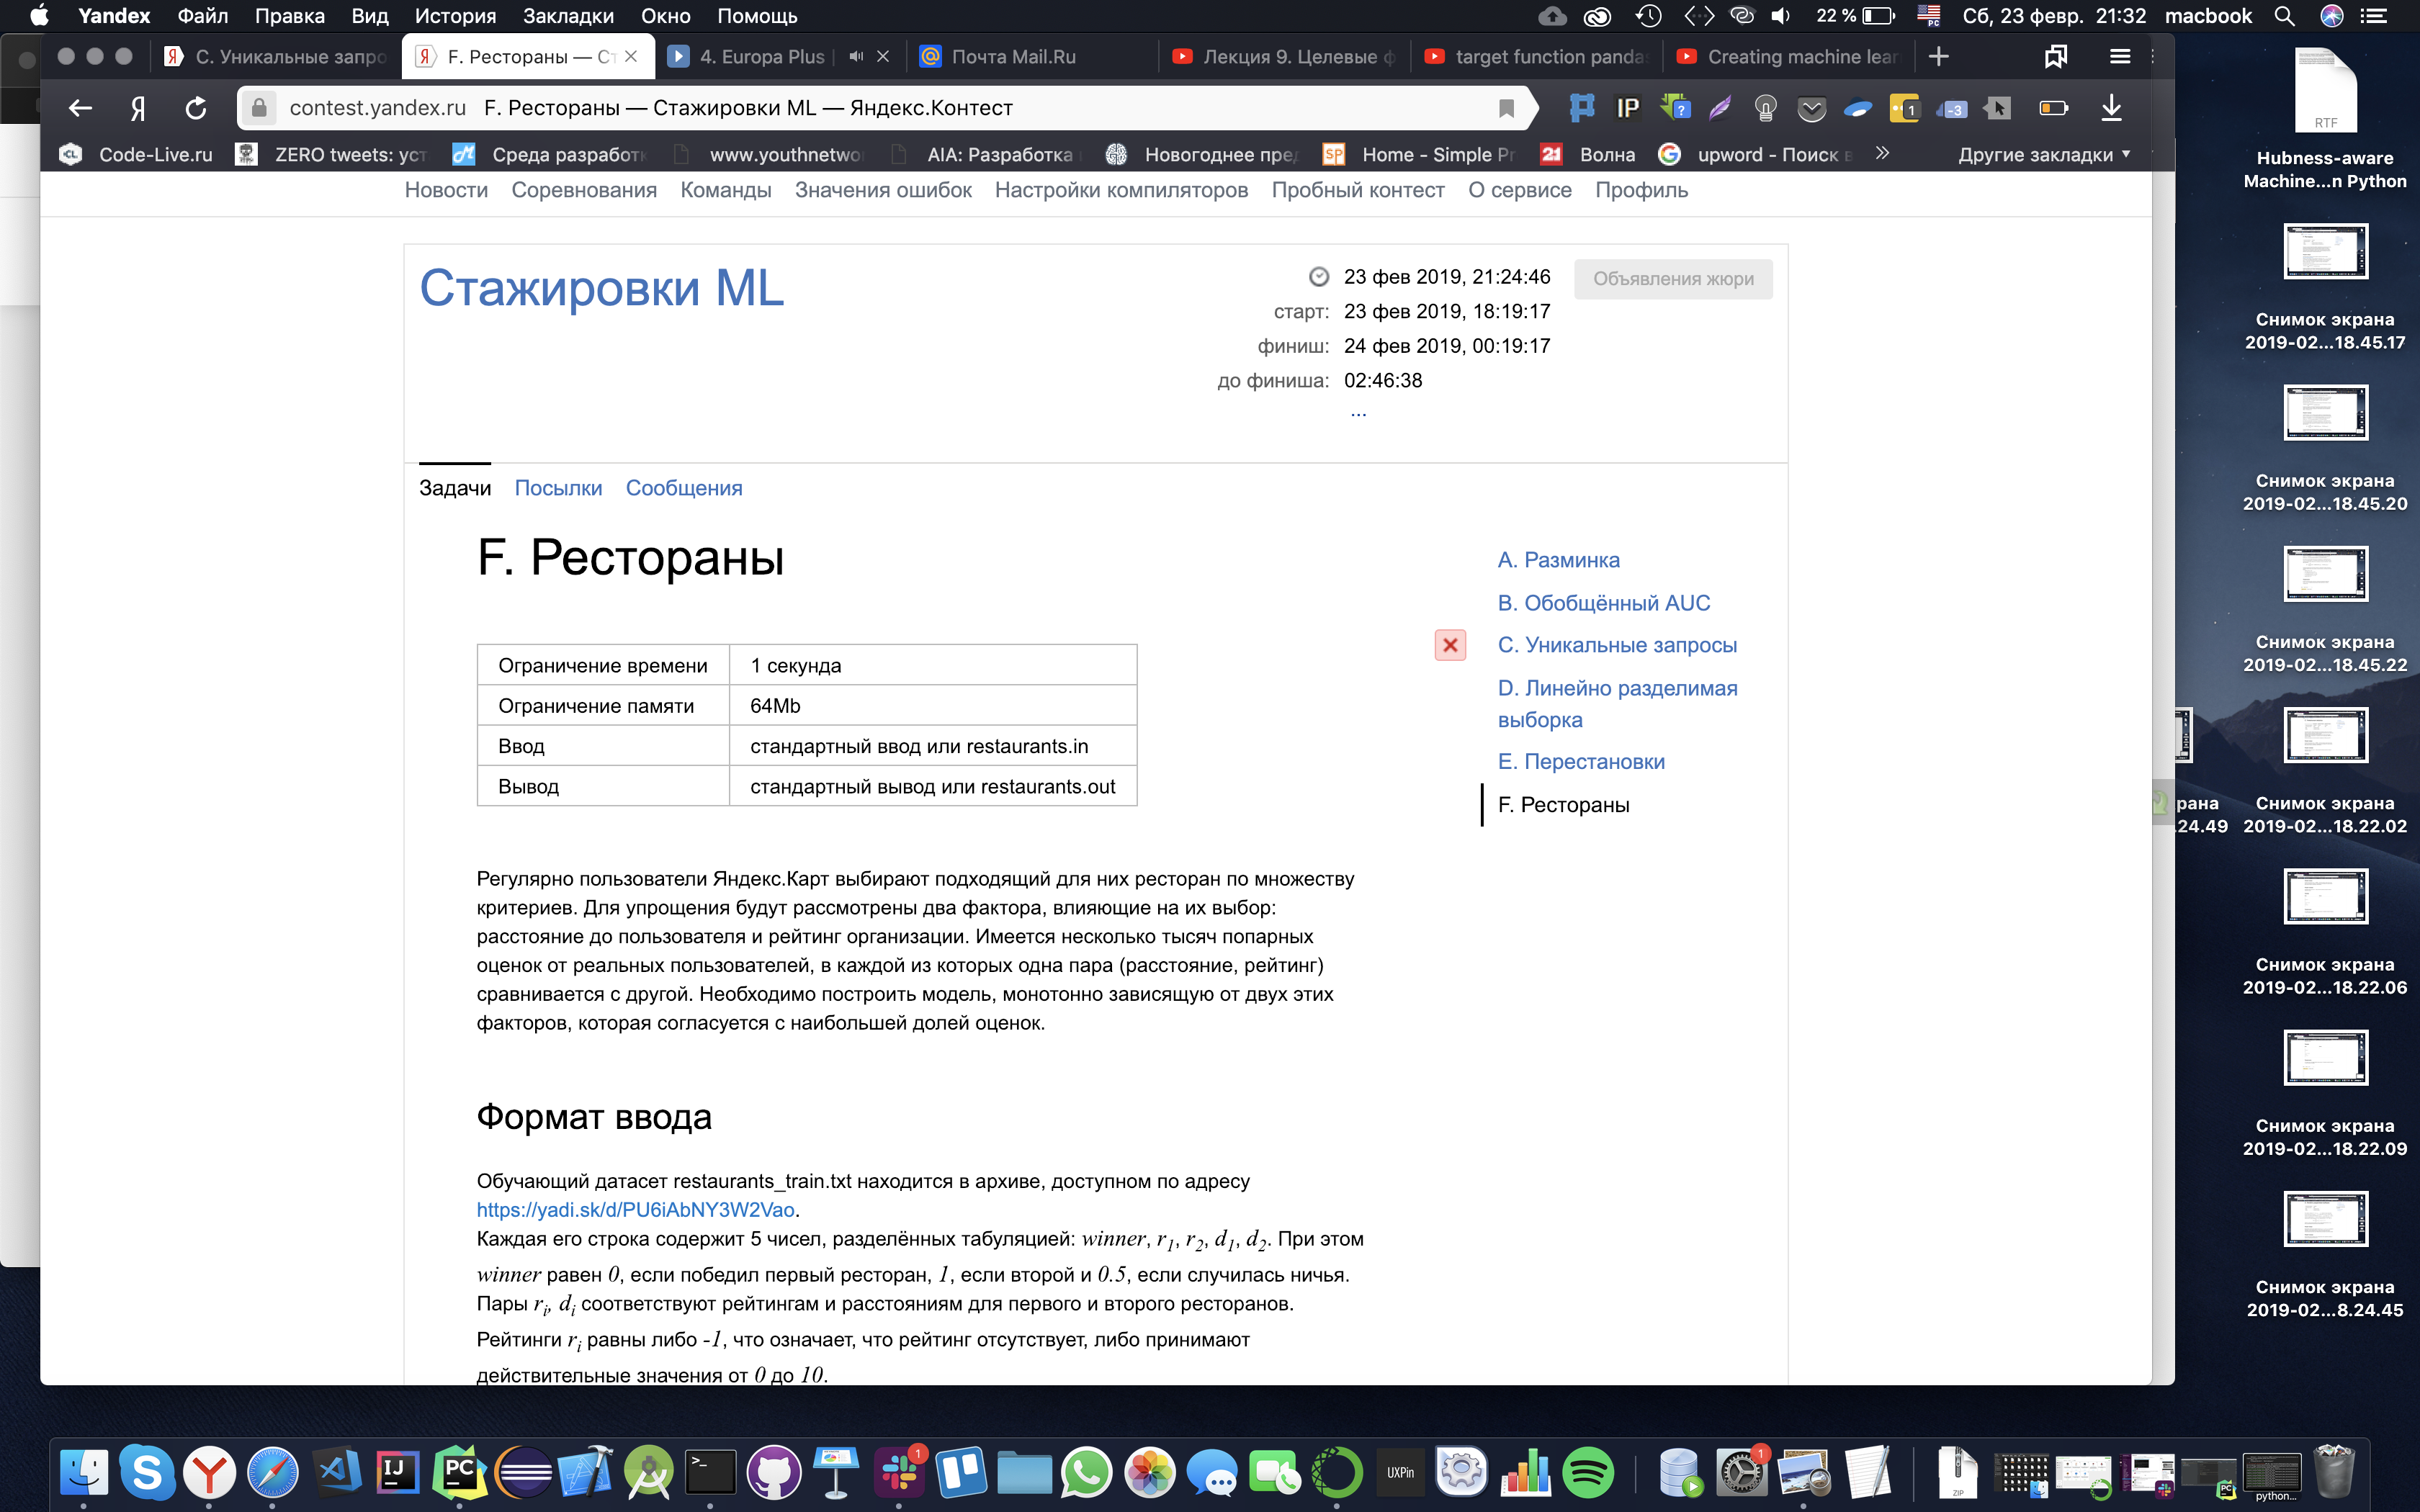 Yandex Файл Правка Вид История Закладки Окно Помощь 22 % PC Сб, 23 февр. 21:32 macbook
С. Уникальные запро F. Рестораны — Ст 4. Europa Plus Почта Mail.Ru Лекция 9. Целевые ф target function panda Creating machine lear
contest.yandex.ru F. Рестораны — Стажировки ML — Яндекс.Контест
Code-Live.ru ZERO tweets: уст Среда разработк www.youthnetwo AIA: Разработка Новогоднее пре Home - Simple Pr 21 Волна upword - Поиск в Другие закладки
Новости Соревнования Команды Значения ошибок Настройки компиляторов Пробный контест О сервисе Профиль
Стажировки ML
23 фев 2019, 21:24:46 Объявления жюри
старт: 23 фев 2019, 18:19:17
финиш: 24 фев 2019, 00:19:17
до финиша: 02:46:38
...
Задачи Посылки Сообщения
F. Рестораны
Ограничение времени 1 секунда
Ограничение памяти 64Mb
Ввод стандартный ввод или restaurants.in
Вывод стандартный вывод или restaurants.out
A. Разминка
B. Обобщённый AUC
C. Уникальные запросы
D. Линейно разделимая
выборка
E. Перестановки
F. Рестораны
Регулярно пользователи Яндекс.Карт выбирают подходящий для них ресторан по множеству
критериев. Для упрощения будут рассмотрены два фактора, влияющие на их выбор:
расстояние до пользователя и рейтинг организации. Имеется несколько тысяч попарных
оценок от реальных пользователей, в каждой из которых одна пара (расстояние, рейтинг)
сравнивается с другой. Необходимо построить модель, монотонно зависящую от двух этих
факторов, которая согласуется с наибольшей долей оценок.
Формат ввода
Обучающий датасет restaurants_train.txt находится в архиве, доступном по адресу
https://yadi.sk/d/PU6iAbNY3W2Vao.
Каждая его строка содержит 5 чисел, разделённых табуляцией: winner, r1, r2, d1, d2. При этом
winner равен 0, если победил первый ресторан, 1, если второй и 0.5, если случилась ничья.
Пары ri, di соответствуют рейтингам и расстояниям для первого и второго ресторанов.
Рейтинги ri равны либо -1, что означает, что рейтинг отсутствует, либо принимают
действительные значения от 0 до 10.
RTF
Hubness-aware
Machine...n Python
Снимок экрана
2019-02...18.45.17
Снимок экрана
2019-02...18.45.20
Снимок экрана
2019-02...18.45.22
рана
.24.49
Снимок экрана
2019-02...18.22.02
Снимок экрана
2019-02...18.22.06
Снимок экрана
2019-02...18.22.09
Снимок экрана
2019-02...8.24.45
IJ PC 1 UXPin 1 ZIP python...